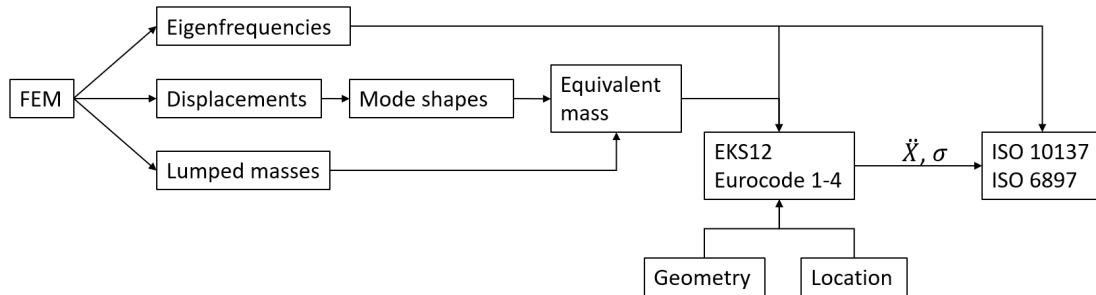 Eigenfrequencies
FEM
Displacements
Mode shapes
Equivalent
mass
Lumped masses
EKS12
Eurocode 1-4
Ẍ, σ
ISO 10137
ISO 6897
Geometry
Location